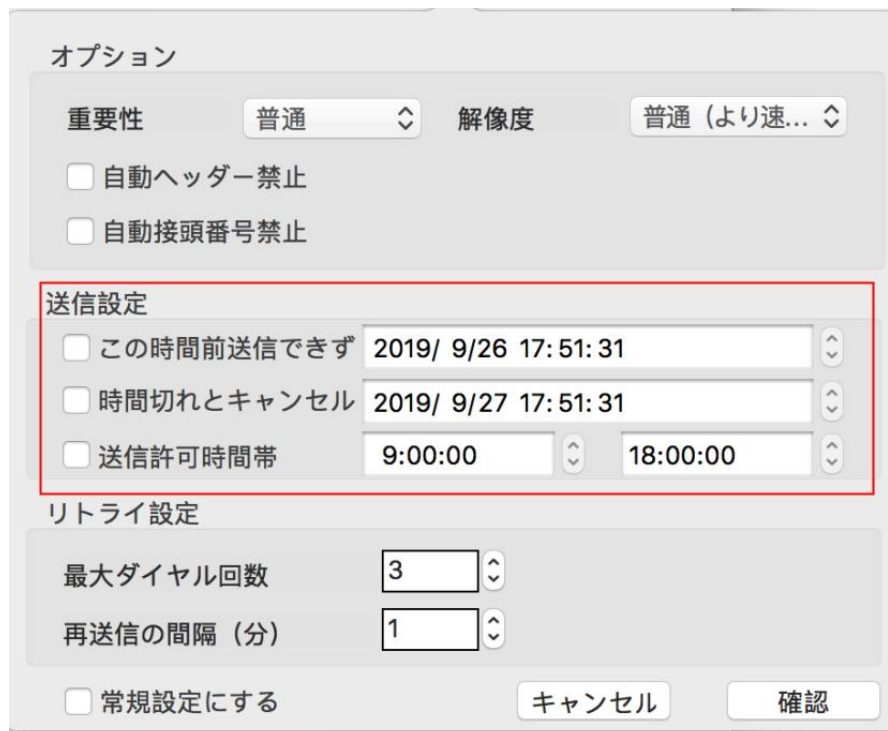 オプション
重要性 普通 解像度 普通（より速...
自動ヘッダー禁止
自動接頭番号禁止
送信設定
この時間前送信できず 2019/ 9/26 17:51:31
時間切れとキャンセル 2019/ 9/27 17:51:31
送信許可時間帯 9:00:00 18:00:00
リトライ設定
最大ダイヤル回数 3
再送信の間隔（分） 1
常規設定にする キャンセル 確認